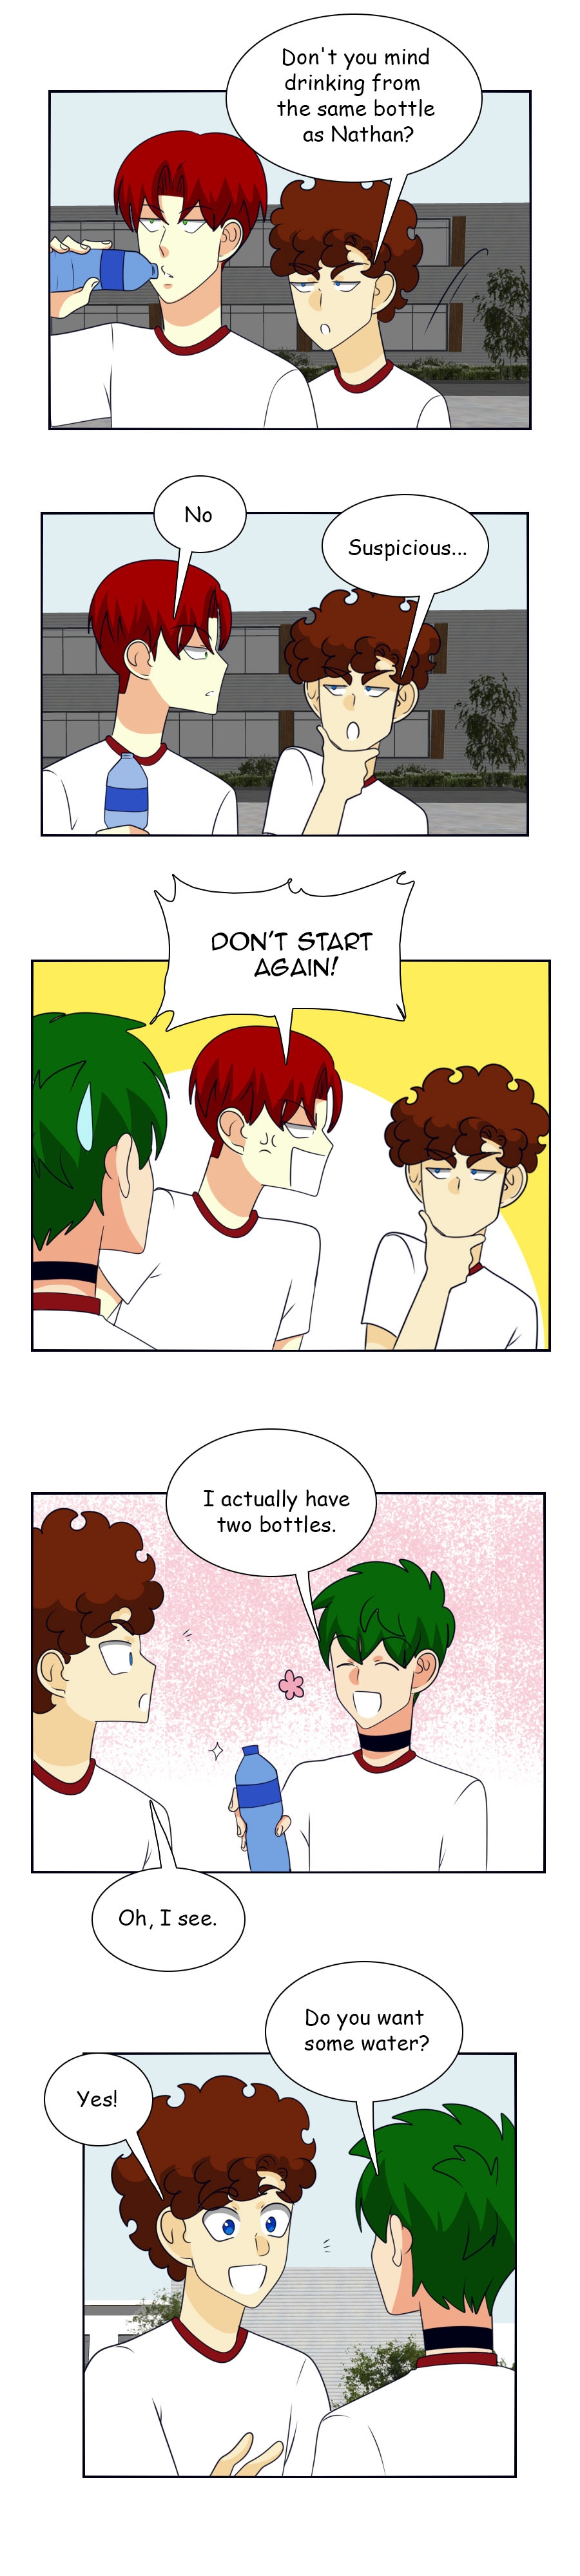 Don't you mind
drinking from
the same bottle
as Nathan?
No
Suspicious...
DON'T START
AGAIN!
I actually have
two bottles.
Oh, I see.
Do you want
some water?
Yes!